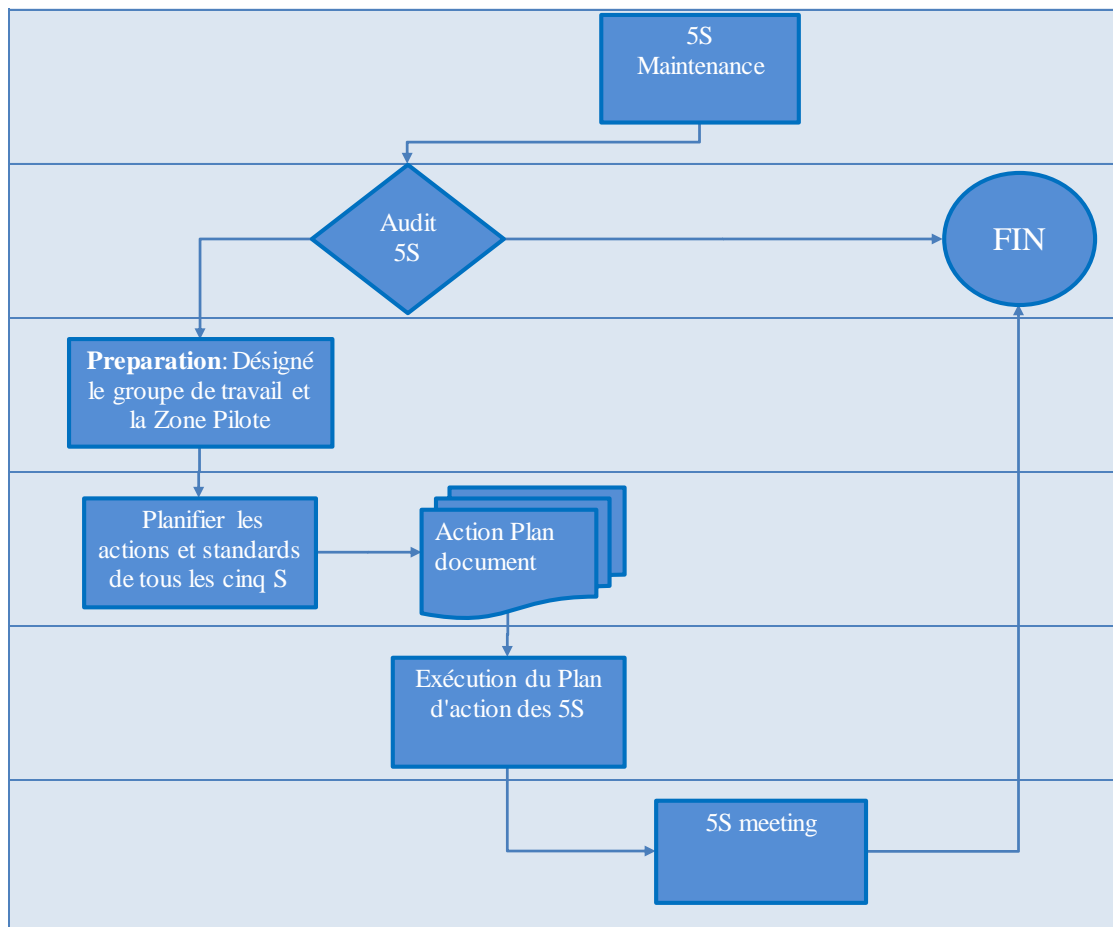 5S
Maintenance
Audit
5S
FIN
Preparation: Désigné
le groupe de travail et
la Zone Pilote
Planifier les
actions et standards
de tous les cinq S
Action Plan
document
Exécution du Plan
d'action des 5S
5S meeting